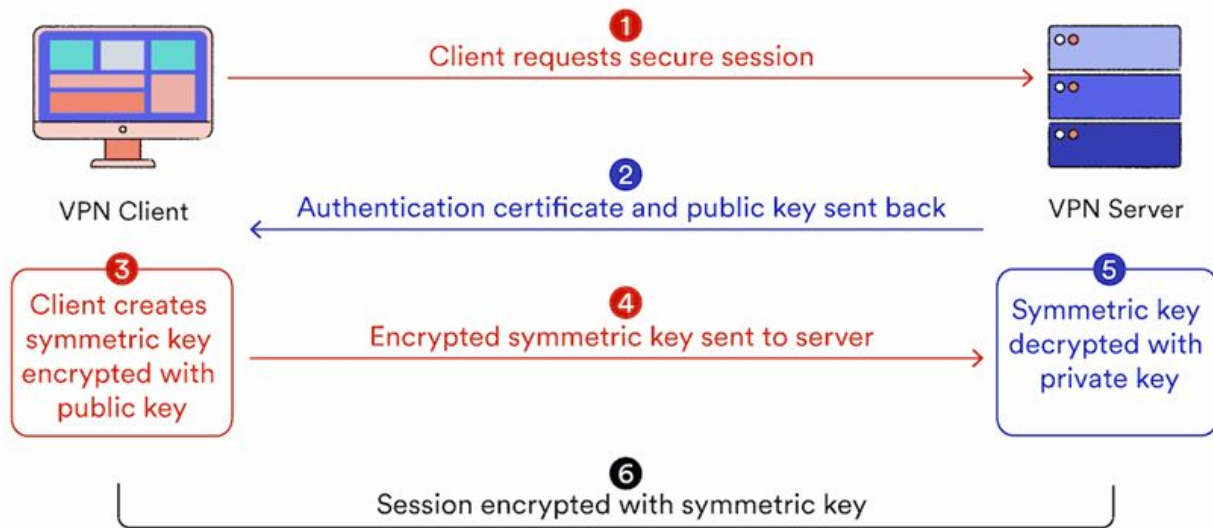 1
Client requests secure session
VPN Client
VPN Server
2
Authentication certificate and public key sent back
3
Client creates
symmetric key
encrypted with
public key
4
Encrypted symmetric key sent to server
5
Symmetric key
decrypted with
private key
6
Session encrypted with symmetric key